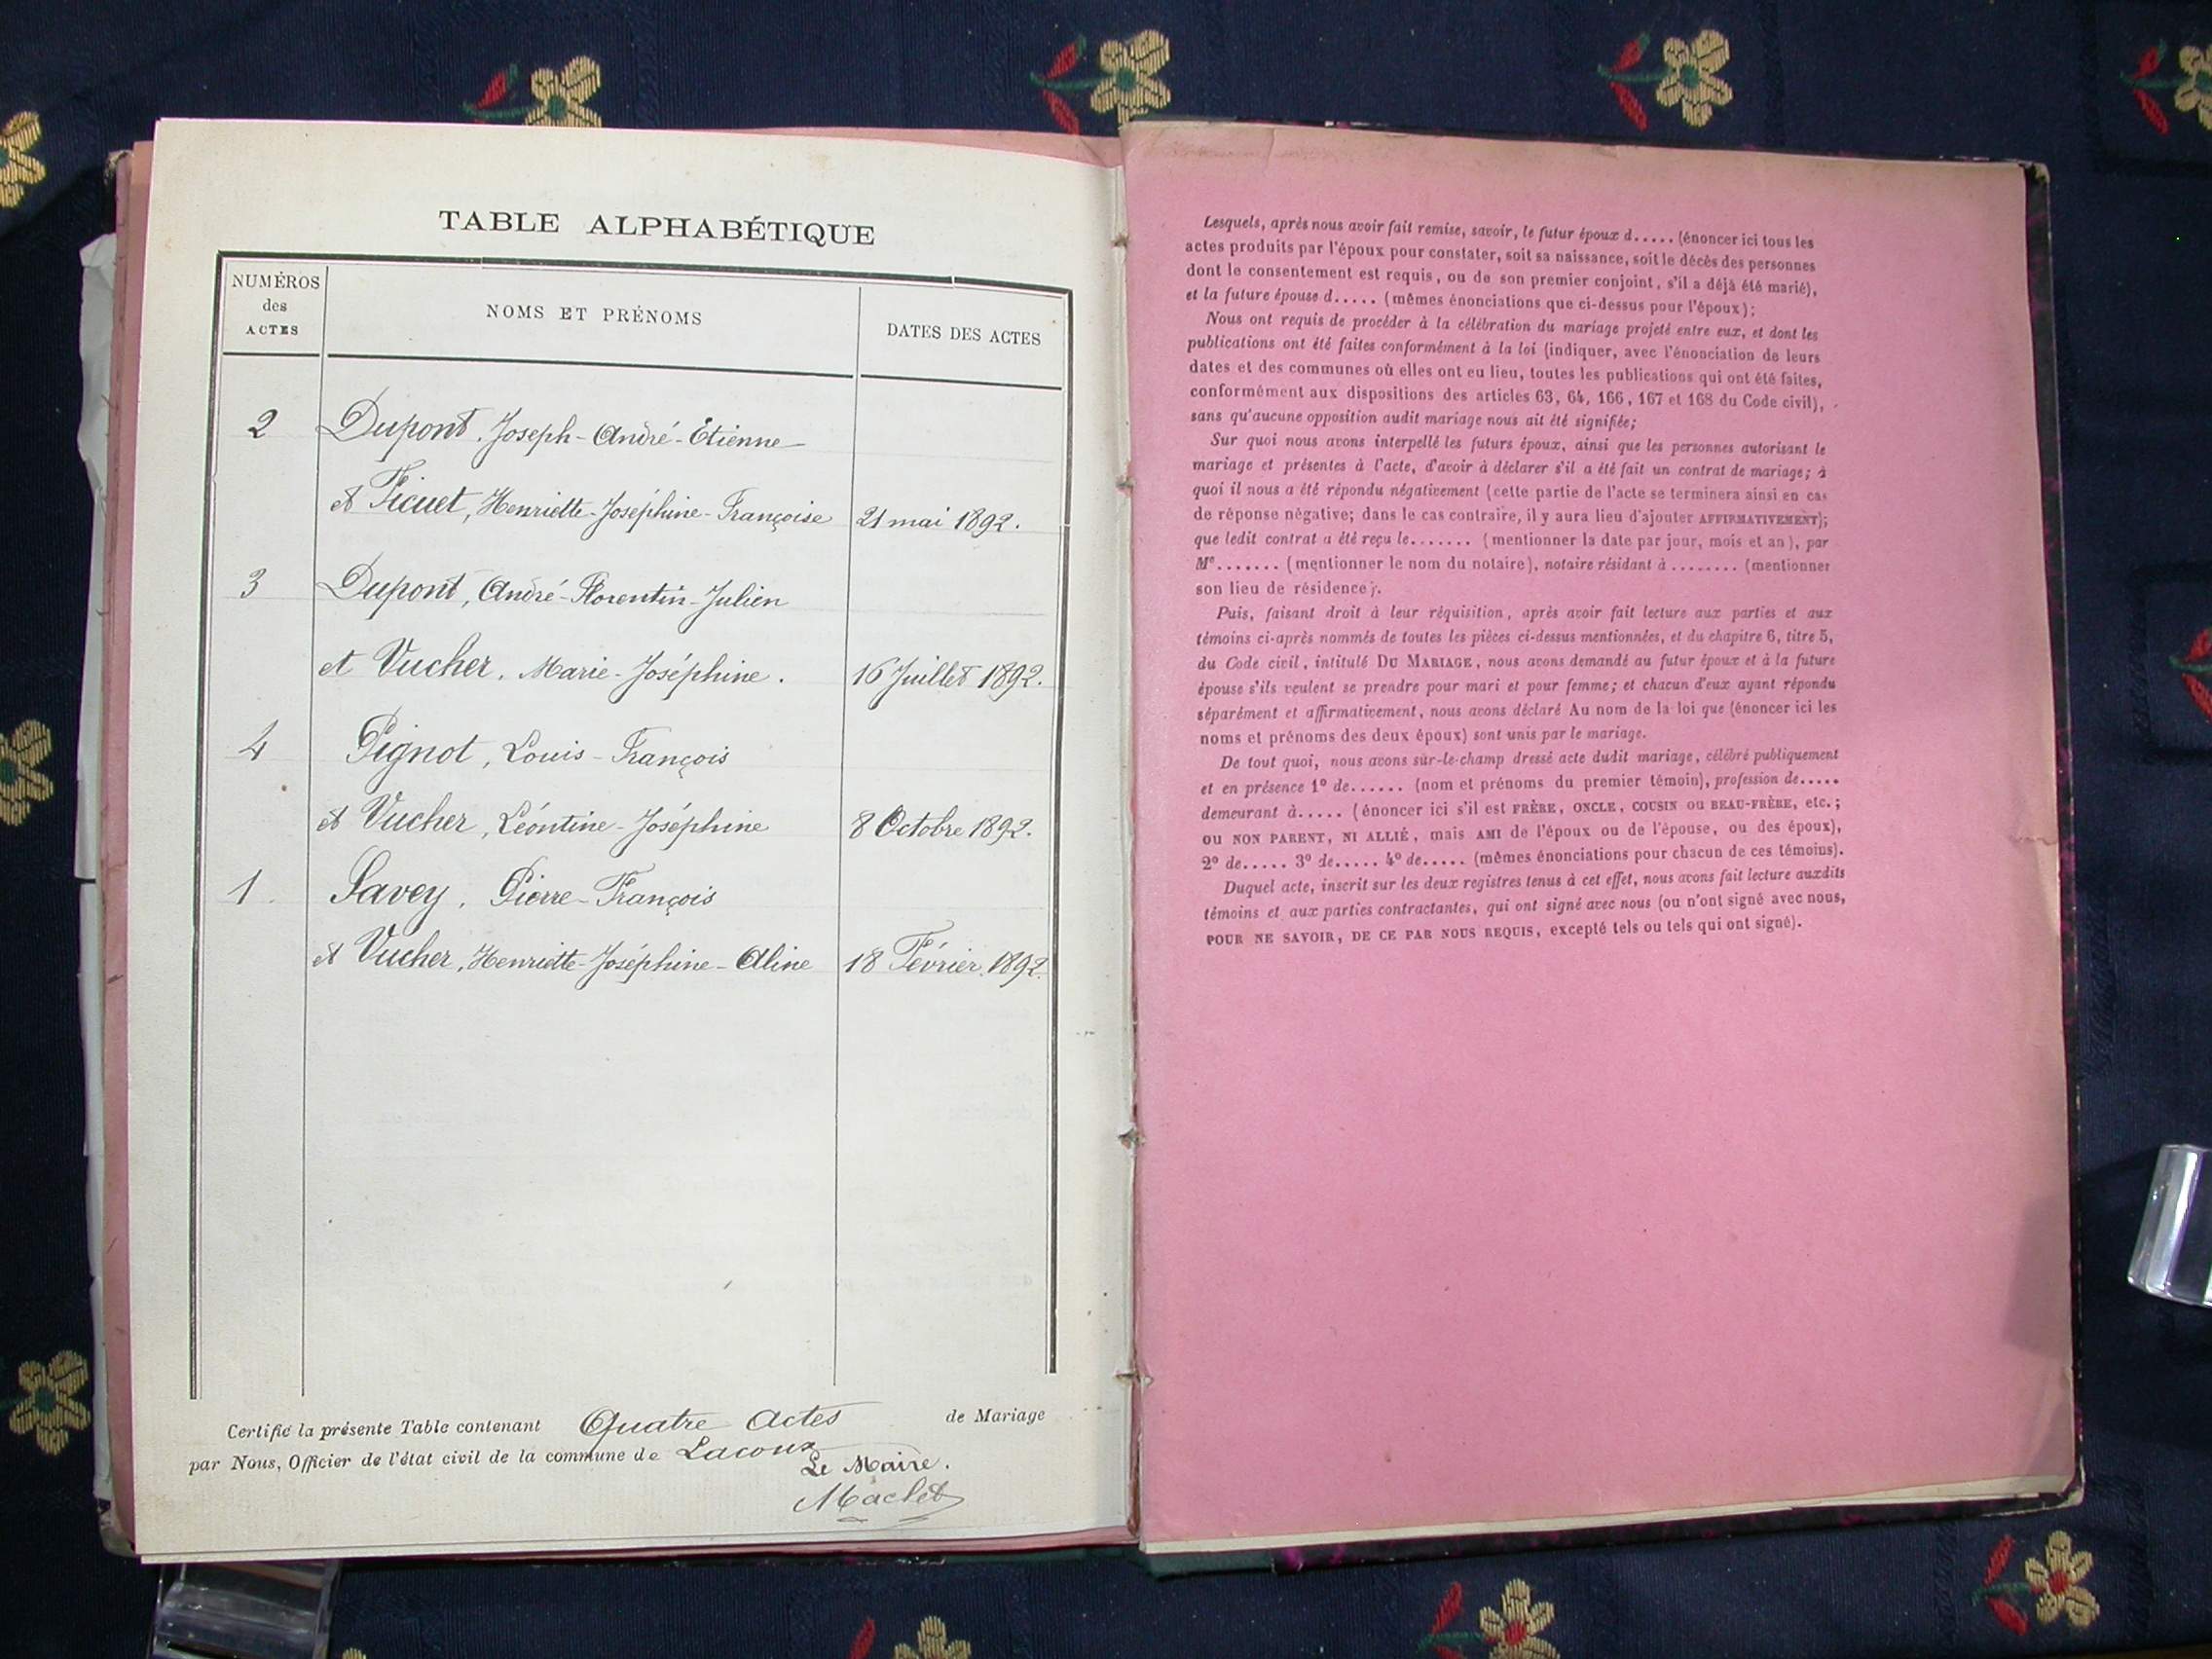 TABLE ALPHABÉTIQUE
NUMÉROS
des
ACTES
NOMS ET PRÉNOMS
DATES DES ACTES
2 Dupont, Joseph-André-Étienne
et Ficuet, Henriette-Joséphine-Françoise 21 mai 1892.
3 Dupont, André-Florentin-Julien
et Vucher, Marie-Joséphine. 16 Juillet 1892.
4 Pignot, Louis-François
et Vucher, Léontine-Joséphine 8 Octobre 1892.
1. Savey, Pierre-François
et Vucher, Henriette-Joséphine-Aline 18 Février 1892.
Certifié la présente Table contenant Quatre Actes de Mariage
par Nous, Officier de l'état civil de la commune de Lacoux
Le Maire.
Maclet
Lesquels, après nous avoir fait remise, savoir, le futur époux d..... (énoncer ici tous les
actes produits par l'époux pour constater, soit sa naissance, soit le décès des personnes
dont le consentement est requis, ou de son premier conjoint, s'il a déjà été marié),
et la future épouse d..... (mêmes énonciations que ci-dessus pour l'époux);
Nous ont requis de procéder à la célébration du mariage projeté entre eux, et dont les
publications ont été faites conformément à la loi (indiquer, avec l'énonciation de leurs
dates et des communes où elles ont eu lieu, toutes les publications qui ont été faites,
conformément aux dispositions des articles 63, 64, 166, 167 et 168 du Code civil),
sans qu'aucune opposition audit mariage nous ait été signifiée;
Sur quoi nous avons interpellé les futurs époux, ainsi que les personnes autorisant le
mariage et présentes à l'acte, d'avoir à déclarer s'il a été fait un contrat de mariage; à
quoi il nous a été répondu négativement (cette partie de l'acte se terminera ainsi en cas
de réponse négative; dans le cas contraire, il y aura lieu d'ajouter AFFIRMATIVEMENT);
que ledit contrat a été reçu le....... (mentionner la date par jour, mois et an), par
Me....... (mentionner le nom du notaire), notaire résidant à ........ (mentionner
son lieu de résidence).
Puis, faisant droit à leur réquisition, après avoir fait lecture aux parties et aux
témoins ci-après nommés de toutes les pièces ci-dessus mentionnées, et du chapitre 6, titre 5,
du Code civil, intitulé DU MARIAGE, nous avons demandé au futur époux et à la future
épouse s'ils veulent se prendre pour mari et pour femme; et chacun d'eux ayant répondu
séparément et affirmativement, nous avons déclaré Au nom de la loi que (énoncer ici les
noms et prénoms des deux époux) sont unis par le mariage.
De tout quoi, nous avons sur-le-champ dressé acte dudit mariage, célébré publiquement
et en présence 1º de...... (nom et prénoms du premier témoin), profession de.....
demeurant à..... (énoncer ici s'il est FRÈRE, ONCLE, COUSIN ou BEAU-FRÈRE, etc.;
ou NON PARENT, NI ALLIÉ, mais AMI de l'époux ou de l'épouse, ou des époux),
2º de..... 3º de..... 4º de..... (mêmes énonciations pour chacun de ces témoins).
Duquel acte, inscrit sur les deux registres tenus à cet effet, nous avons fait lecture auxdits
témoins et aux parties contractantes, qui ont signé avec nous (ou n'ont signé avec nous,
POUR NE SAVOIR, DE CE PAR NOUS REQUIS, excepté tels ou tels qui ont signé).